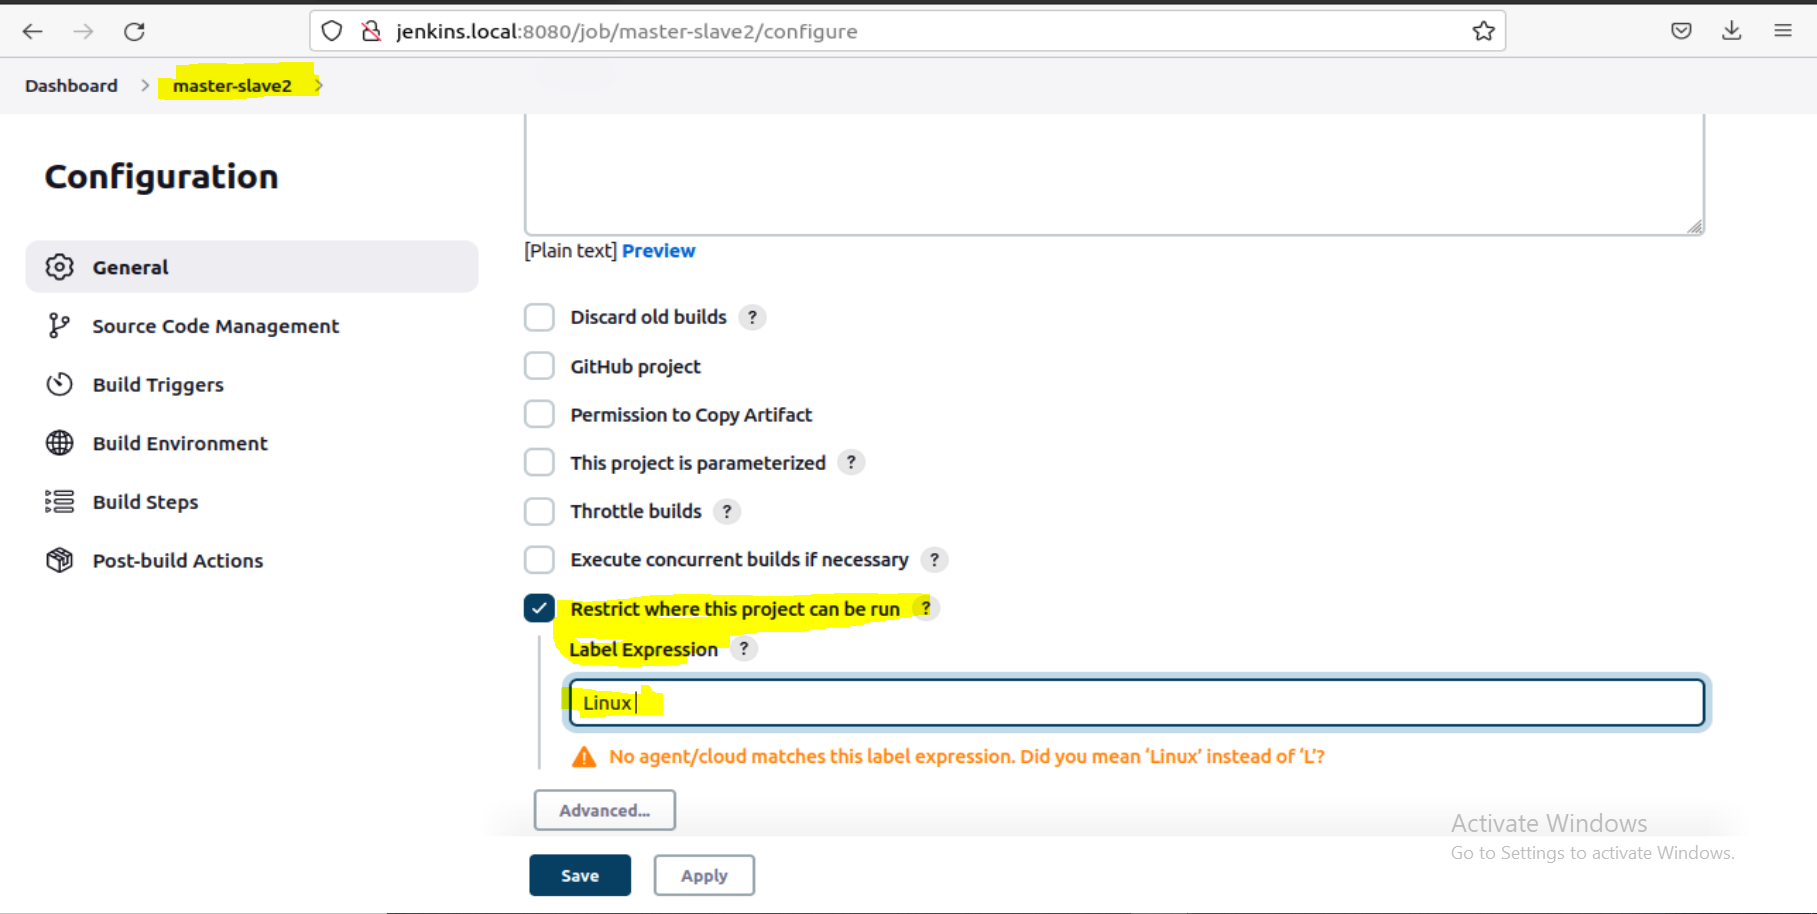 jenkins.local:8080/job/master-slave2/configure
Dashboard > master-slave2 >
Configuration
General
Source Code Management
Build Triggers
Build Environment
Build Steps
Post-build Actions
[Plain text] Preview
Discard old builds ?
GitHub project
Permission to Copy Artifact
This project is parameterized ?
Throttle builds ?
Execute concurrent builds if necessary ?
Restrict where this project can be run ?
Label Expression ?
Linux
No agent/cloud matches this label expression. Did you mean ‘Linux’ instead of ‘L’?
Advanced...
Save Apply
Activate Windows
Go to Settings to activate Windows.